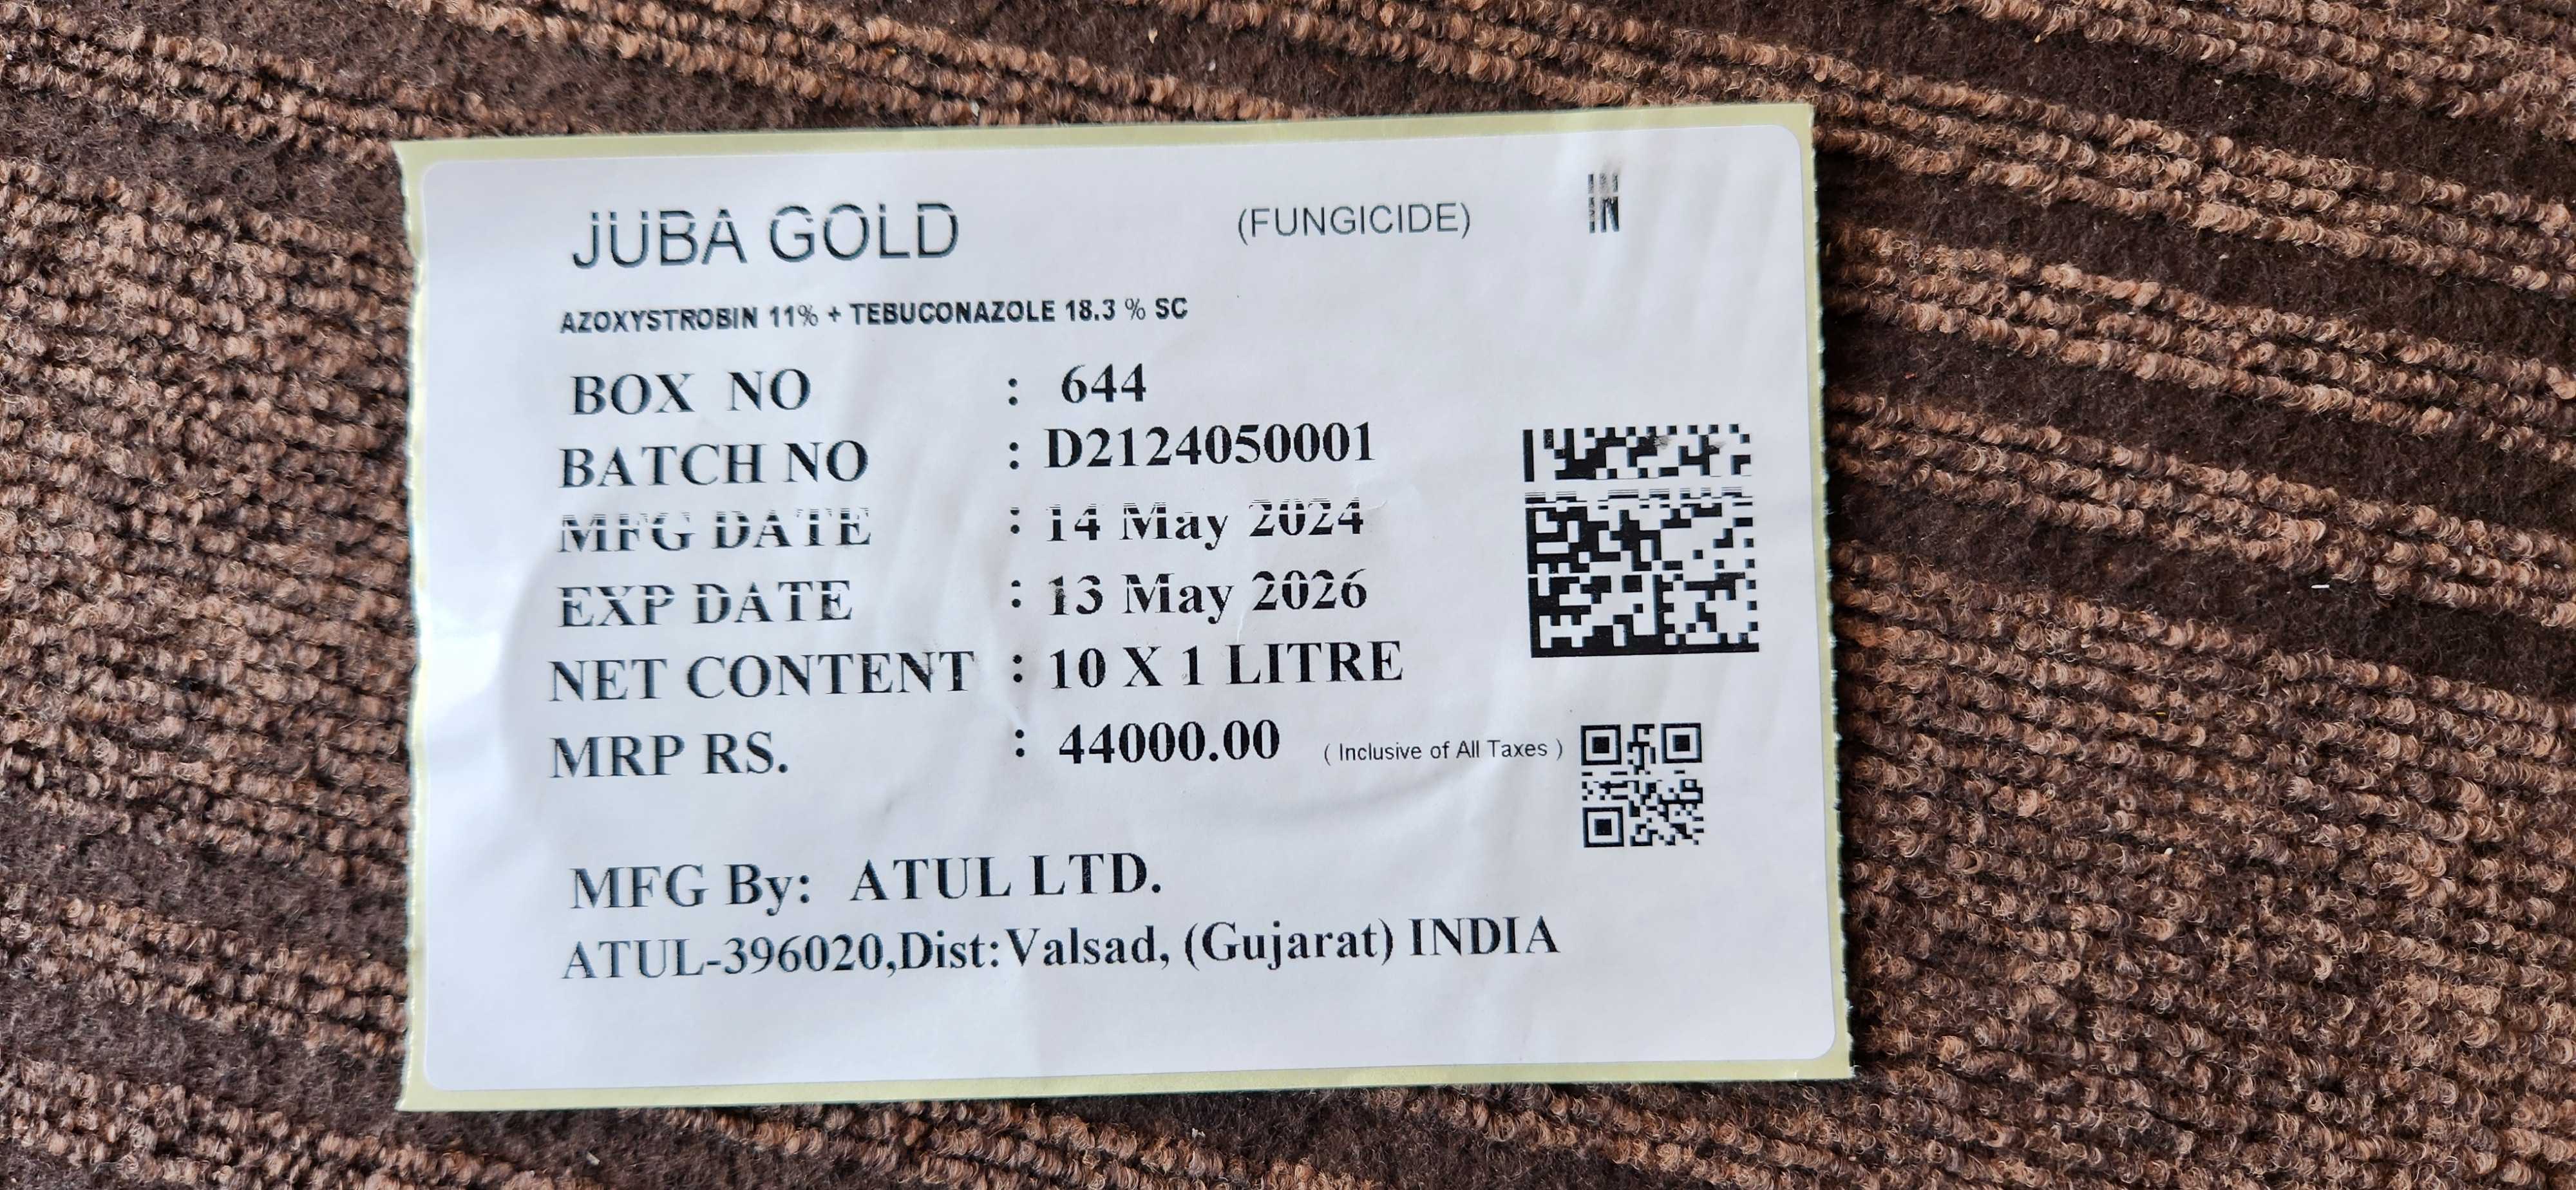 JUBA GOLD (FUNGICIDE) IN
AZOXYSTROBIN 11% + TEBUCONAZOLE 18.3 % SC
BOX NO : 644
BATCH NO : D2124050001
MFG DATE : 14 May 2024
EXP DATE : 13 May 2026
NET CONTENT : 10 X 1 LITRE
MRP RS. : 44000.00 ( Inclusive of All Taxes )
MFG By: ATUL LTD.
ATUL-396020,Dist:Valsad, (Gujarat) INDIA